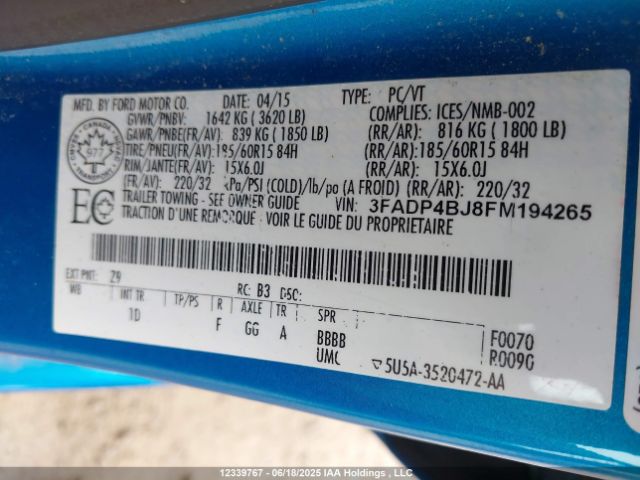 MFD. BY FORD MOTOR CO. DATE: 04/15 TYPE: PC/VT
GVWR/PNBV: 1642 KG ( 3620 LB) COMPLIES: ICES/NMB-002
GAWR/PNBE(FR/AV): 839 KG ( 1850 LB) (RR/AR): 816 KG ( 1800 LB)
TIRE/PNEU(FR/AV):185/60R15 84H (RR/AR):185/60R15 84H
RIM/JANTE(FR/AV): 15X6.0J (RR/AR): 15X6.0J
(FR/AV): 220/32 kPa/PSI (COLD)/lb/po (A FROID) (RR/AR): 220/32
TRAILER TOWING - SEE OWNER GUIDE VIN: 3FADP4BJ8FM194265
TRACTION D'UNE REMORQUE - VOIR LE GUIDE DU PROPRIETAIRE
CANADA
977
TRANSPORT
EC
EXT PNT: Z9 RC: B3 DSO:
WB INT TR TP/PS R AXLE TR SPR
1D F GG A BBBB F0070
UMC R0090
5U5A-3520472-AA
12339767 - 06/18/2025 IAA Holdings , LLC